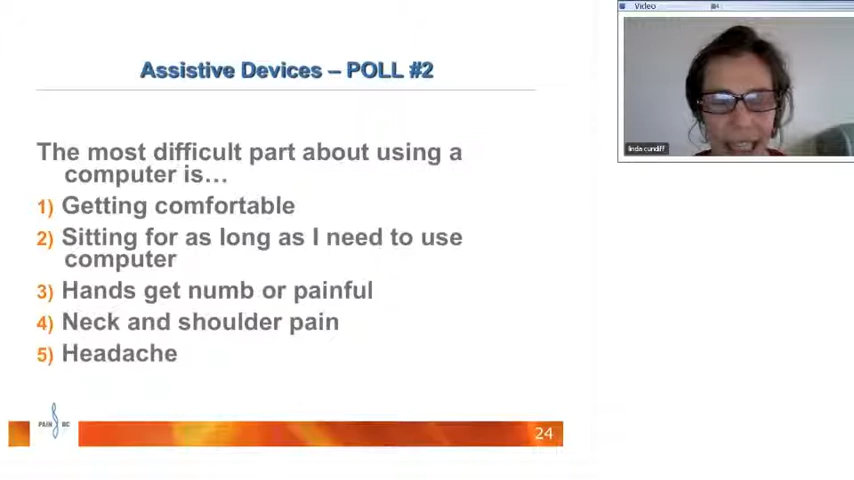 Assistive Devices – POLL #2
The most difficult part about using a
computer is…
1) Getting comfortable
2) Sitting for as long as I need to use
computer
3) Hands get numb or painful
4) Neck and shoulder pain
5) Headache
PAIN BC
24
Video
linda cundiff